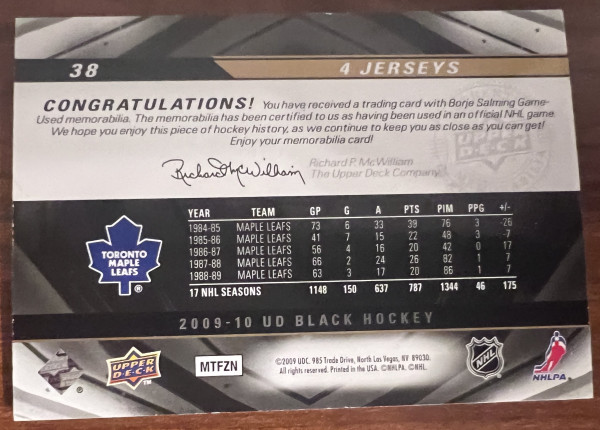 38
4 JERSEYS
CONGRATULATIONS! You have received a trading card with Borje Salming Game-
Used memorabilia. The memorabilia has been certified to us as having been used in an official NHL game.
We hope you enjoy this piece of hockey history, as we continue to keep you as close as you can get!
Enjoy your memorabilia card!
Richard McWilliam
Richard P. McWilliam
The Upper Deck Company
UPPER
DECK
YEAR TEAM GP G A PTS PIM PPG +/-
1984-85 MAPLE LEAFS 73 6 33 39 76 3 -26
1985-86 MAPLE LEAFS 41 7 15 22 48 3 -7
1986-87 MAPLE LEAFS 56 4 16 20 42 0 17
1987-88 MAPLE LEAFS 66 2 24 26 82 1 7
1988-89 MAPLE LEAFS 63 3 17 20 86 1 7
17 NHL SEASONS 1148 150 637 787 1344 46 175
TORONTO
MAPLE
LEAFS
®
2009-10 UD BLACK HOCKEY
UPPER
D·E·C·K
TM
MTFZN
©2009 UDC. 985 Trade Drive, North Las Vegas, NV 89030.
All rights reserved. Printed in the USA. ©NHLPA. ©NHL.
NHL
NHLPA